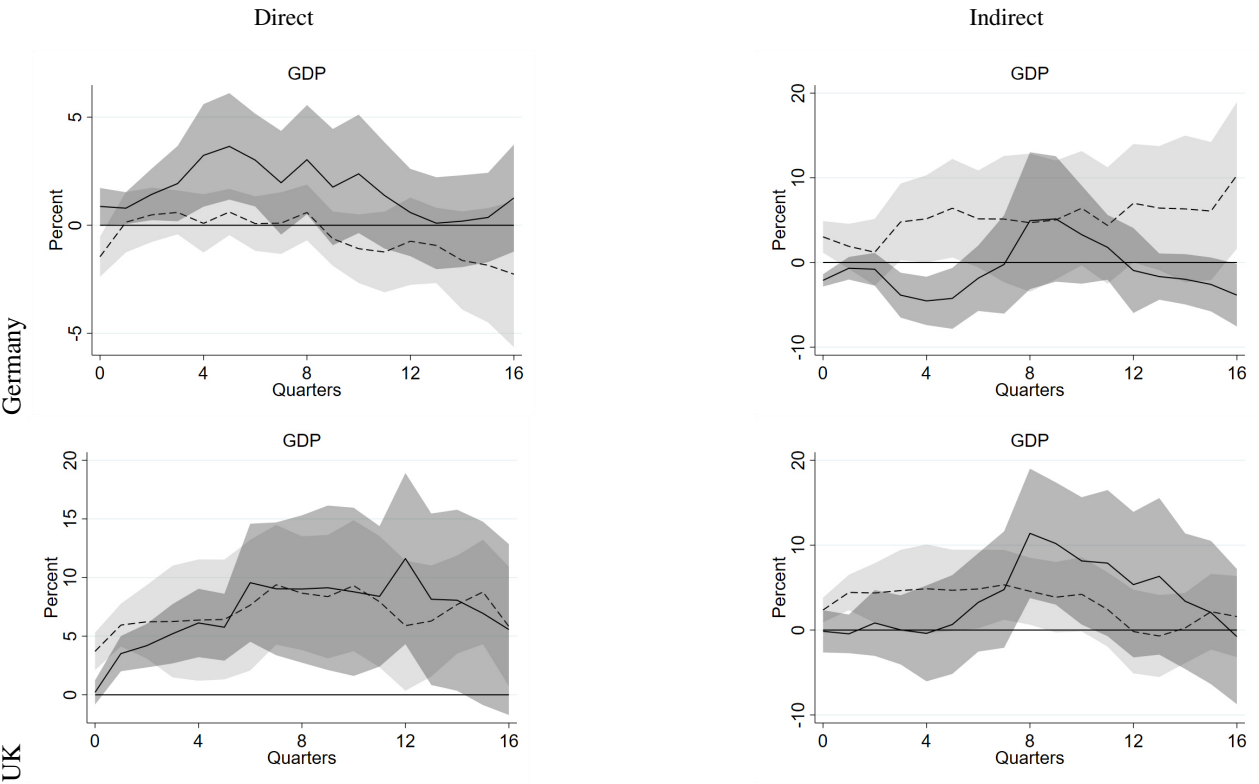 Direct
Indirect
Germany
GDP
Percent
5
0
-5
0 4 8 12 16
Quarters
GDP
Percent
20
10
0
-10
0 4 8 12 16
Quarters
UK
GDP
Percent
20
15
10
5
0
0 4 8 12 16
Quarters
GDP
Percent
20
10
0
-10
0 4 8 12 16
Quarters